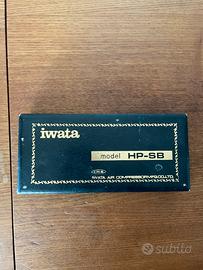 iwata
model HP-SB
IWATA AIR COMPRESSOR MFG.CO.,LTD.
subito